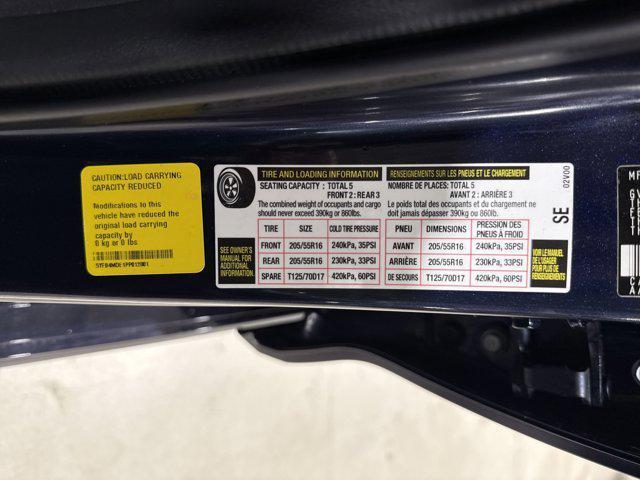 CAUTION:LOAD CARRYING
CAPACITY REDUCED
Modifications to this
vehicle have reduced the
original load carrying
capacity by
0 kg or 0 lbs
TIRE AND LOADING INFORMATION
SEATING CAPACITY : TOTAL 5
FRONT 2 : REAR 3
The combined weight of occupants and cargo
should never exceed 390kg or 860lbs.
RENSEIGNEMENTS SUR LES PNEUS ET LE CHARGEMENT
NOMBRE DE PLACES: TOTAL 5
AVANT 2 : ARRIÈRE 3
Le poids total des occupants et du chargement ne
doit jamais dépasser 390kg ou 860lb.
SEE OWNER'S
MANUAL FOR
ADDITIONAL
INFORMATION.
TIRE SIZE COLD TIRE PRESSURE
FRONT 205/55R16 240kPa, 35PSI
REAR 205/55R16 230kPa, 33PSI
SPARE T125/70D17 420kPa, 60PSI
PNEU DIMENSIONS PRESSION DES
PNEUS À FROID
AVANT 205/55R16 240kPa, 35PSI
ARRIÈRE 205/55R16 230kPa, 33PSI
DE SECOURS T125/70D17 420kPa, 60PSI
VOIR LE MANUEL
DE L'USAGER
POUR PLUS DE
RENSEIGNEMENTS
SE
02V00